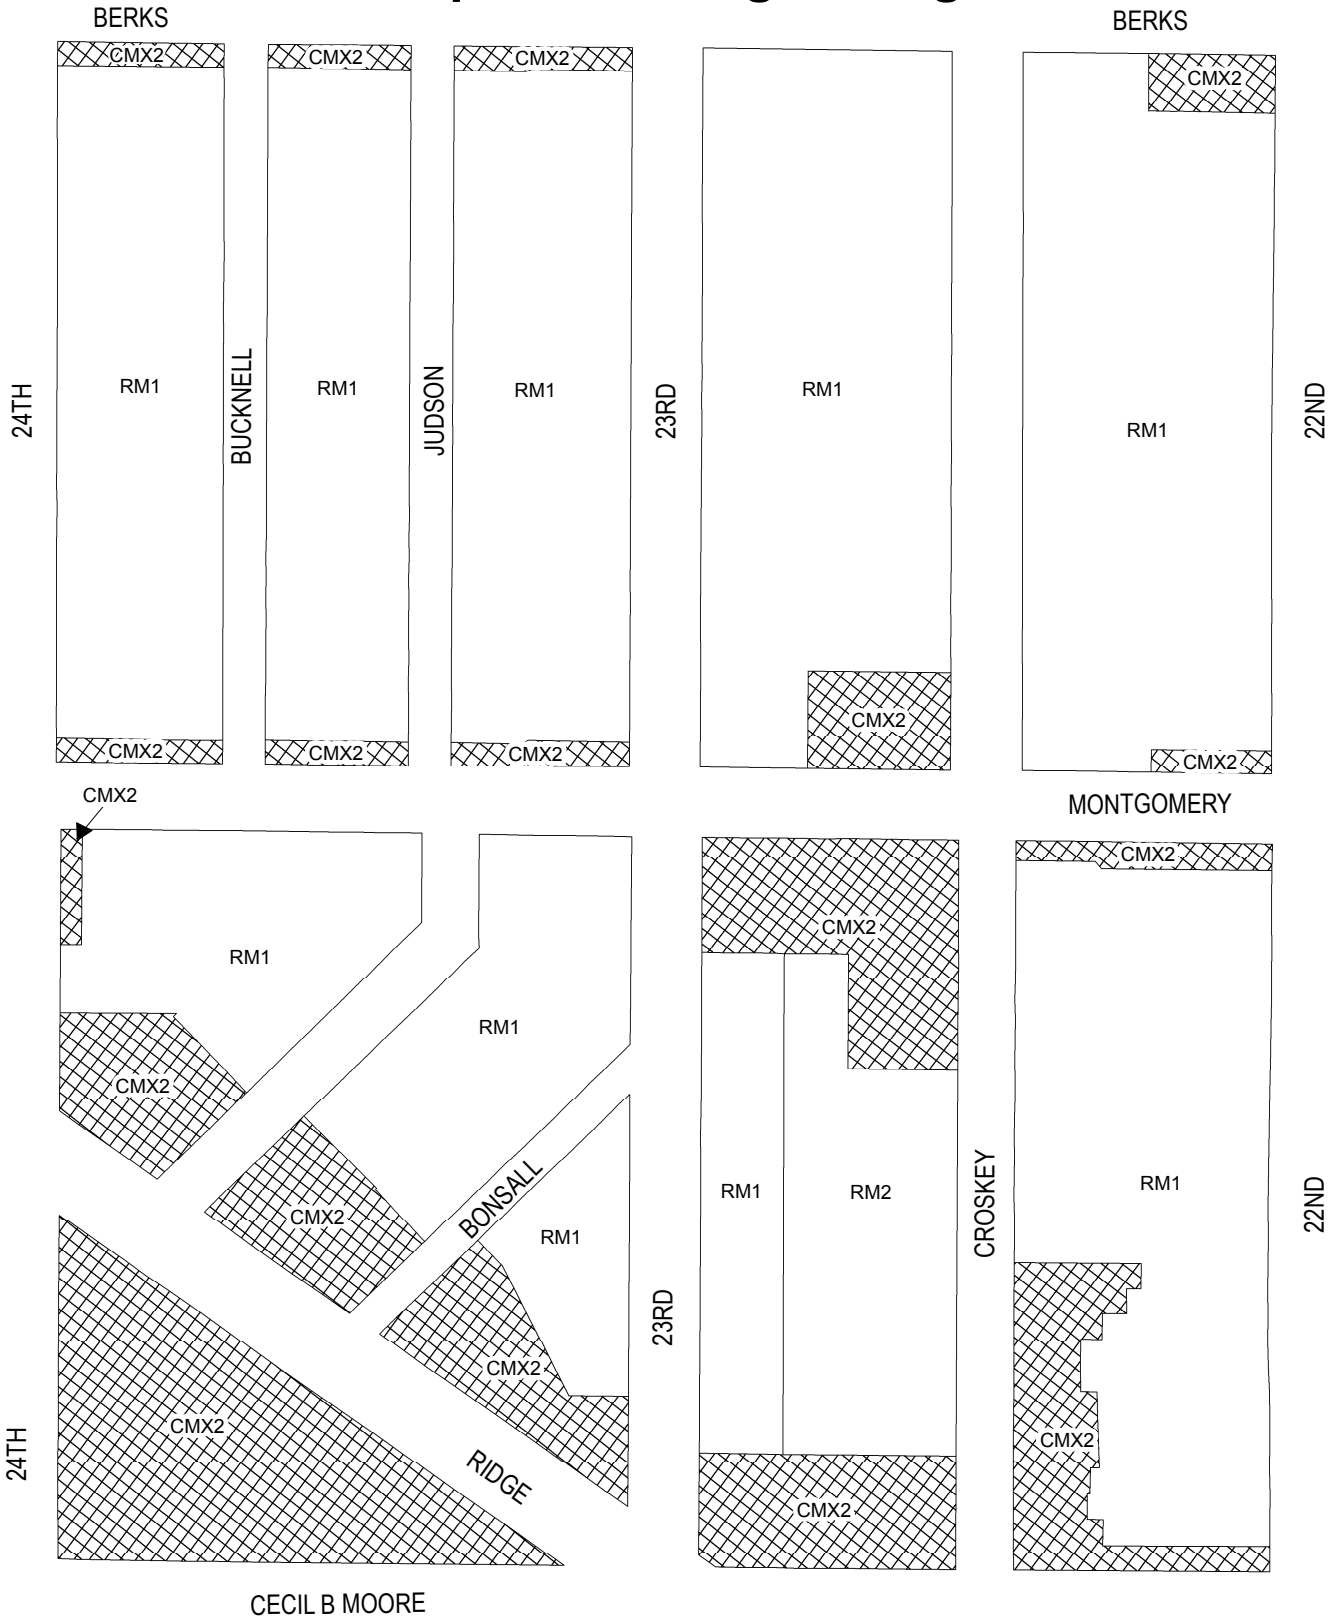 BERKS
BERKS
CMX2
CMX2
CMX2
CMX2
RM1
RM1
RM1
RM1
RM1
24TH
BUCKNELL
JUDSON
23RD
22ND
CMX2
CMX2
CMX2
CMX2
CMX2
CMX2
MONTGOMERY
CMX2
CMX2
RM1
RM1
CMX2
CMX2
BONSALL
RM1
RM1
RM2
CROSKEY
RM1
22ND
23RD
CMX2
CMX2
24TH
CMX2
RIDGE
CMX2
CMX2
CECIL B MOORE